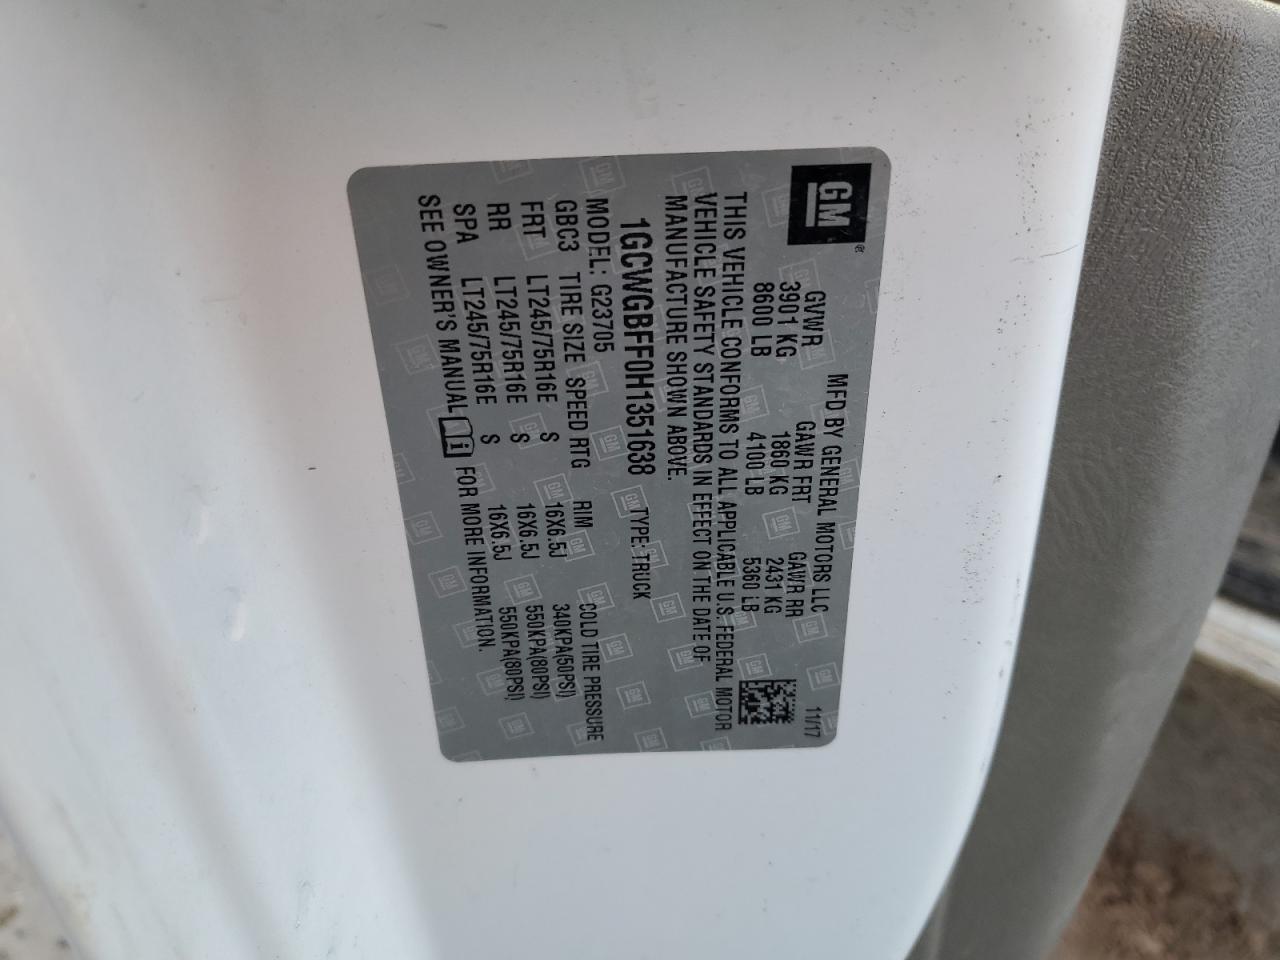 GM
MFD BY GENERAL MOTORS LLC 11/17
GVWR GAWR FRT GAWR RR
3901 KG 1860 KG 2431 KG
8600 LB 4100 LB 5360 LB
THIS VEHICLE CONFORMS TO ALL APPLICABLE U.S. FEDERAL MOTOR
VEHICLE SAFETY STANDARDS IN EFFECT ON THE DATE OF
MANUFACTURE SHOWN ABOVE.
1GCWGBFF0H1351638 TYPE: TRUCK
MODEL: G23705
GBC3 TIRE SIZE SPEED RTG RIM COLD TIRE PRESSURE
FRT LT245/75R16E S 16X6.5J 340KPA(50PSI)
RR LT245/75R16E S 16X6.5J 550KPA(80PSI)
SPA LT245/75R16E S 16X6.5J 550KPA(80PSI)
SEE OWNER'S MANUAL FOR MORE INFORMATION.